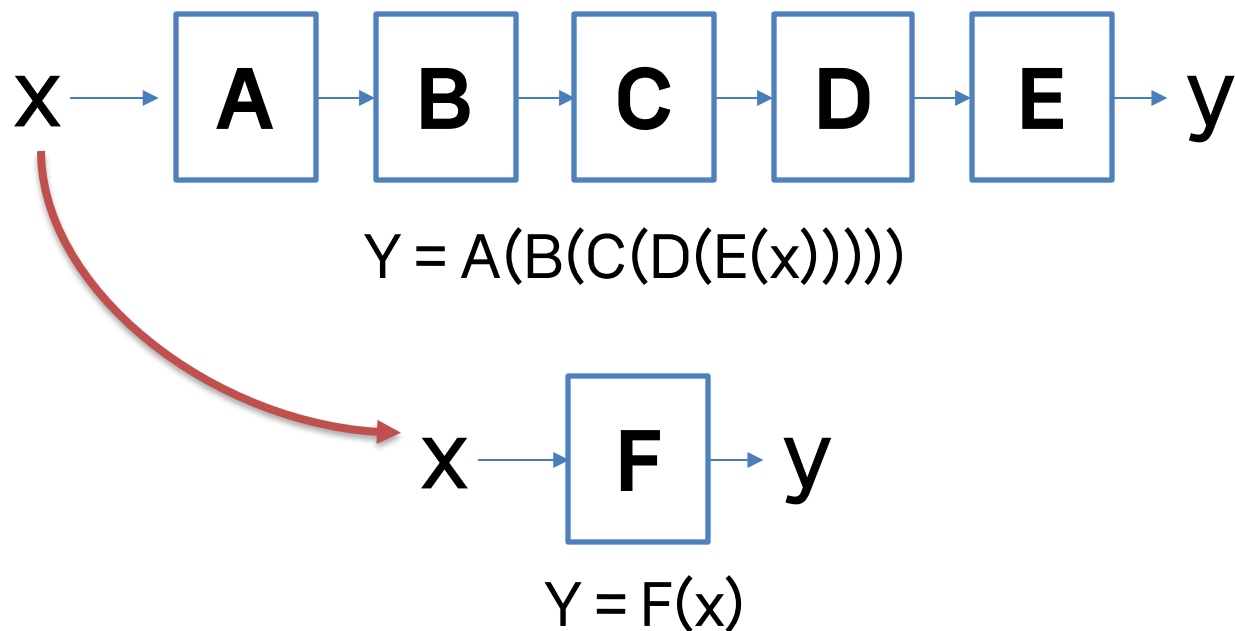 x A B C D E y
Y = A(B(C(D(E(x)))))
x F y
Y = F(x)